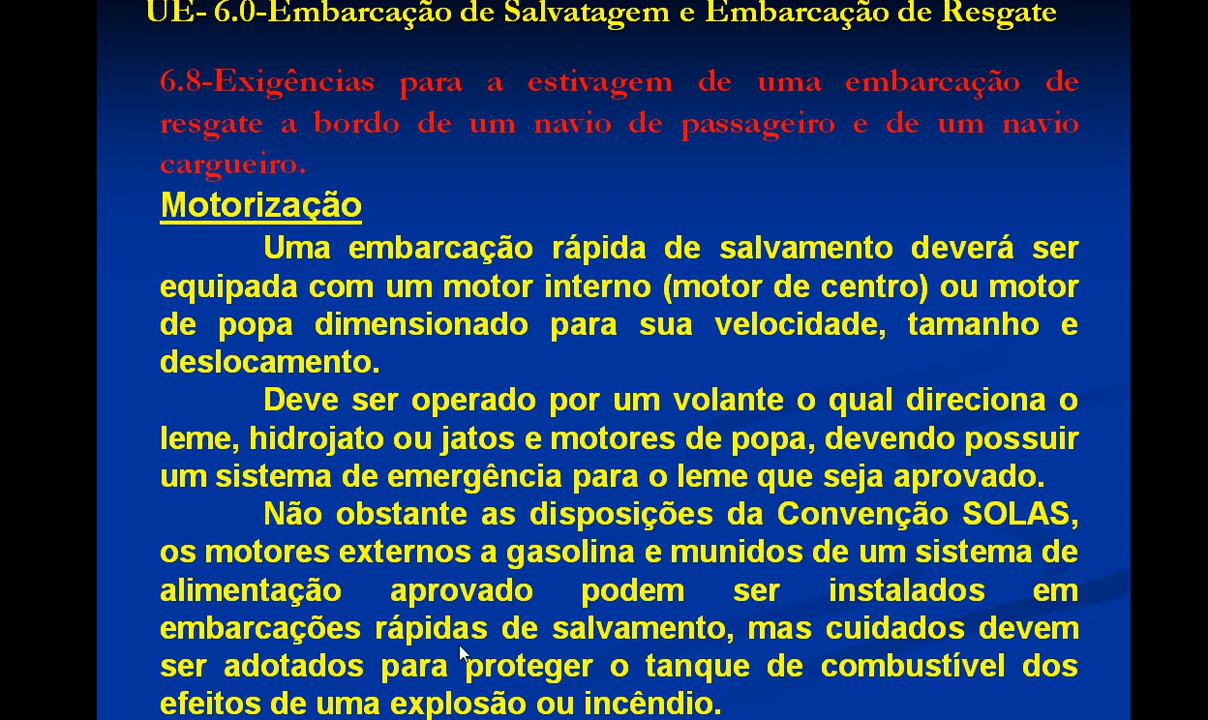 UE- 6.0-Embarcação de Salvatagem e Embarcação de Resgate
6.8-Exigências para a estivagem de uma embarcação de
resgate a bordo de um navio de passageiro e de um navio
cargueiro.
Motorização
Uma embarcação rápida de salvamento deverá ser
equipada com um motor interno (motor de centro) ou motor
de popa dimensionado para sua velocidade, tamanho e
deslocamento.
Deve ser operado por um volante o qual direciona o
leme, hidrojato ou jatos e motores de popa, devendo possuir
um sistema de emergência para o leme que seja aprovado.
Não obstante as disposições da Convenção SOLAS,
os motores externos a gasolina e munidos de um sistema de
alimentação aprovado podem ser instalados em
embarcações rápidas de salvamento, mas cuidados devem
ser adotados para proteger o tanque de combustível dos
efeitos de uma explosão ou incêndio.